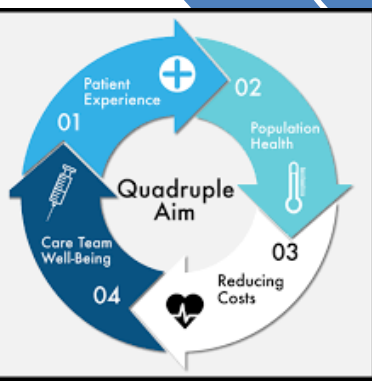 Patient
Experience
01
02
Population
Health
Quadruple
Aim
03
Reducing
Costs
Care Team
Well-Being
04